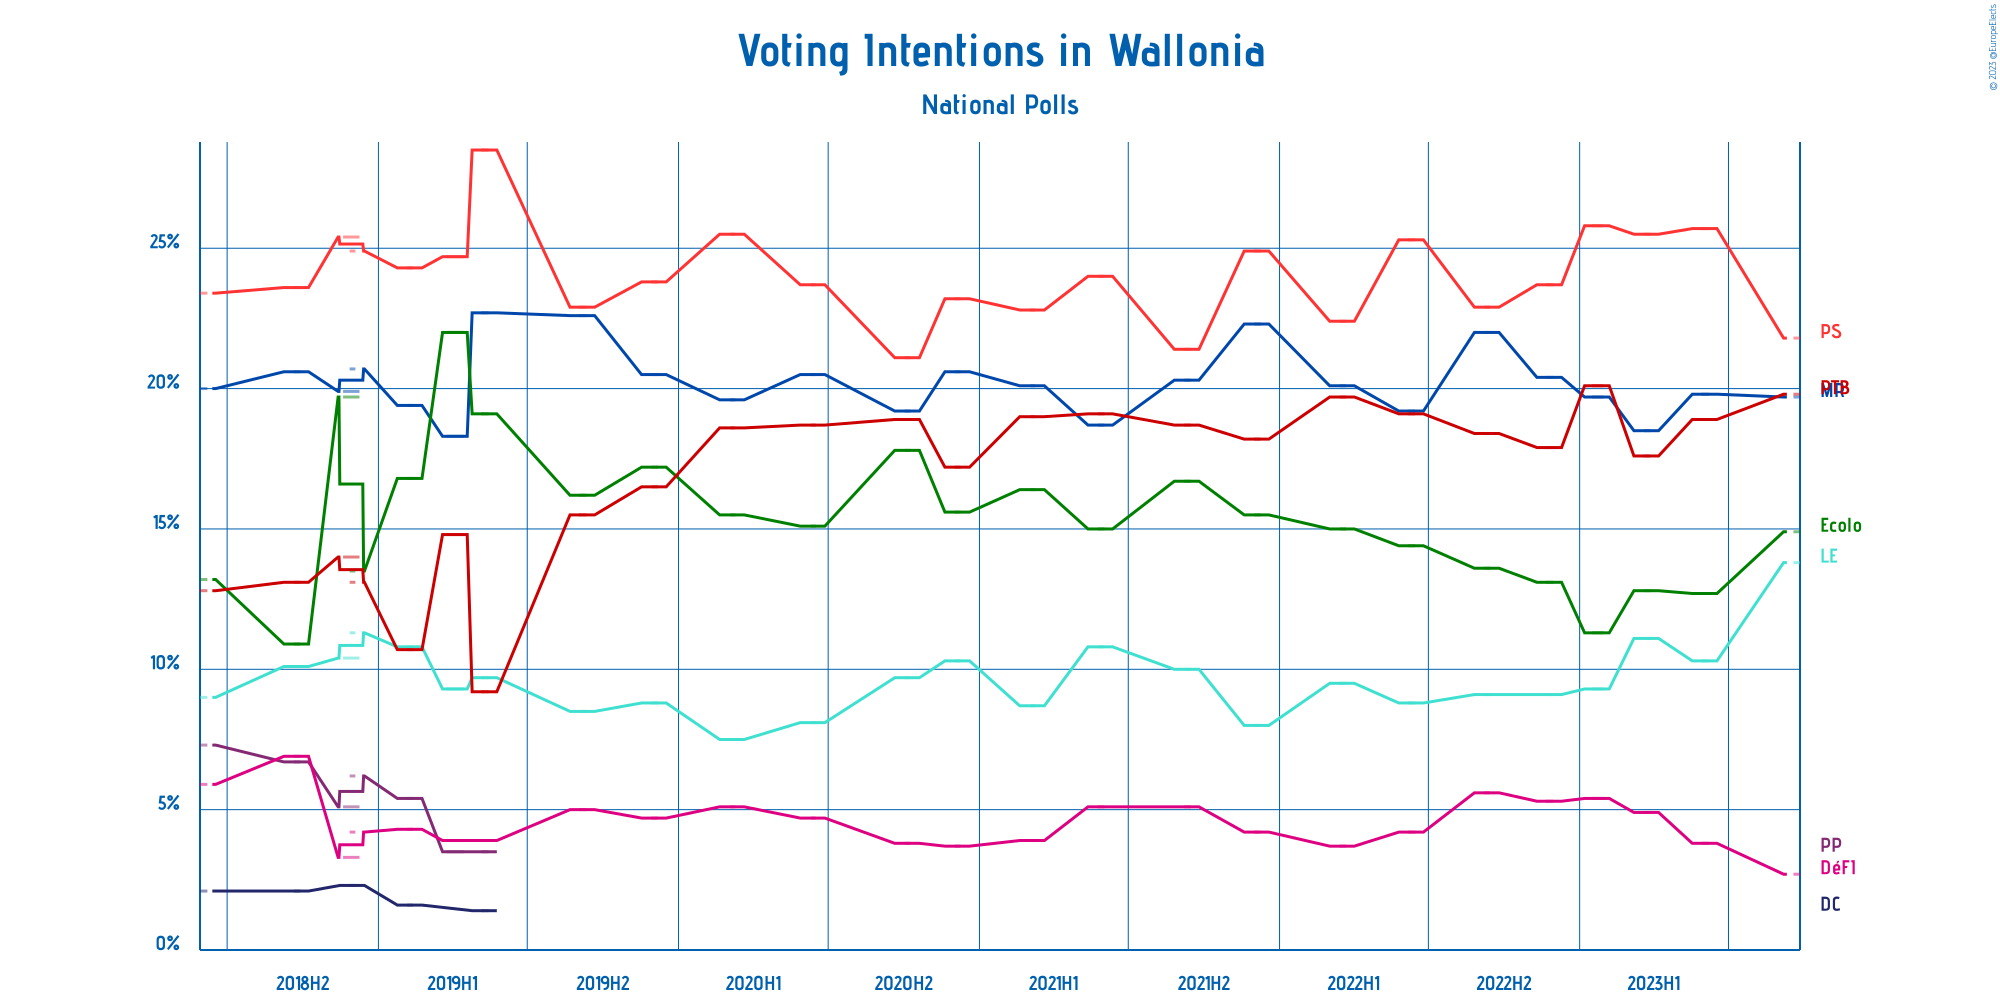 Voting Intentions in Wallonia
National Polls
© 2023 @EuropeElects
25%
20%
15%
10%
5%
0%
PS
PTB
MR
Ecolo
LE
PP
DéFI
DC
2018H2 2019H1 2019H2 2020H1 2020H2 2021H1 2021H2 2022H1 2022H2 2023H1